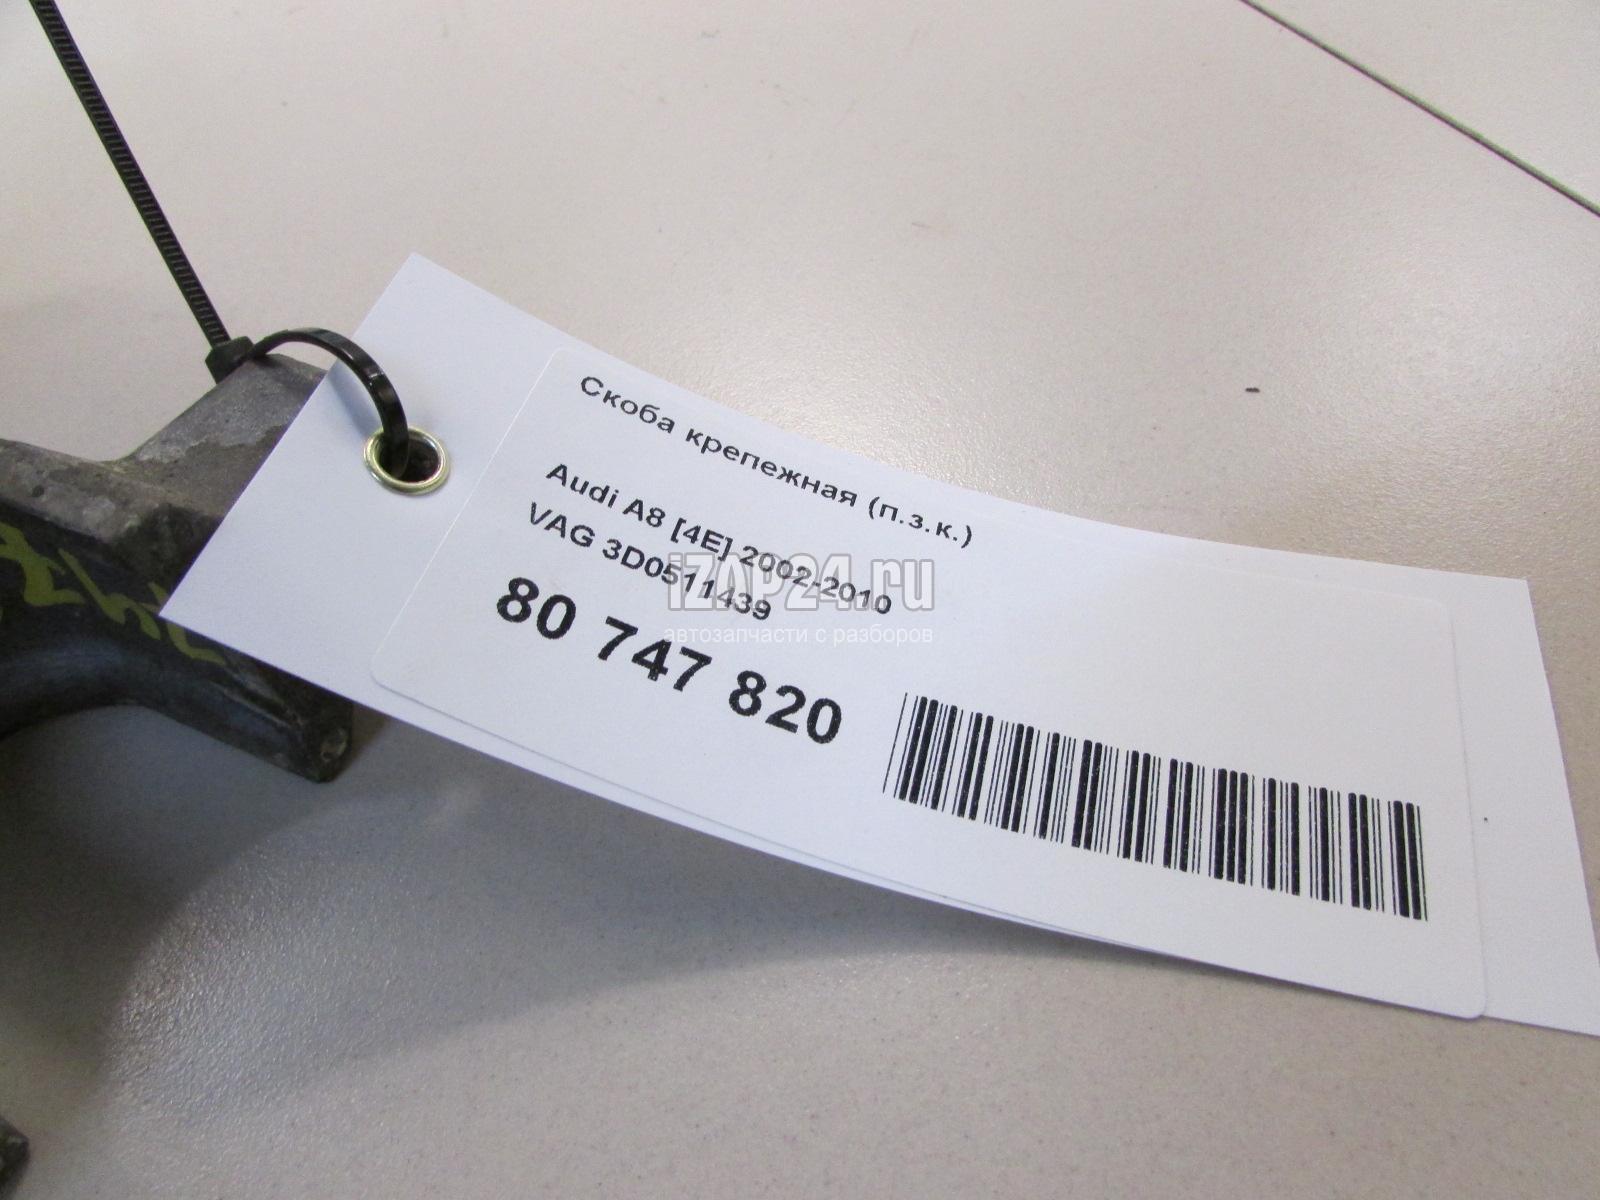 Скоба крепежная (п.з.к.)
Audi A8 [4E] 2002-2010
VAG 3D0511439
80 747 820
iZAP24.ru
автозапчасти с разборов